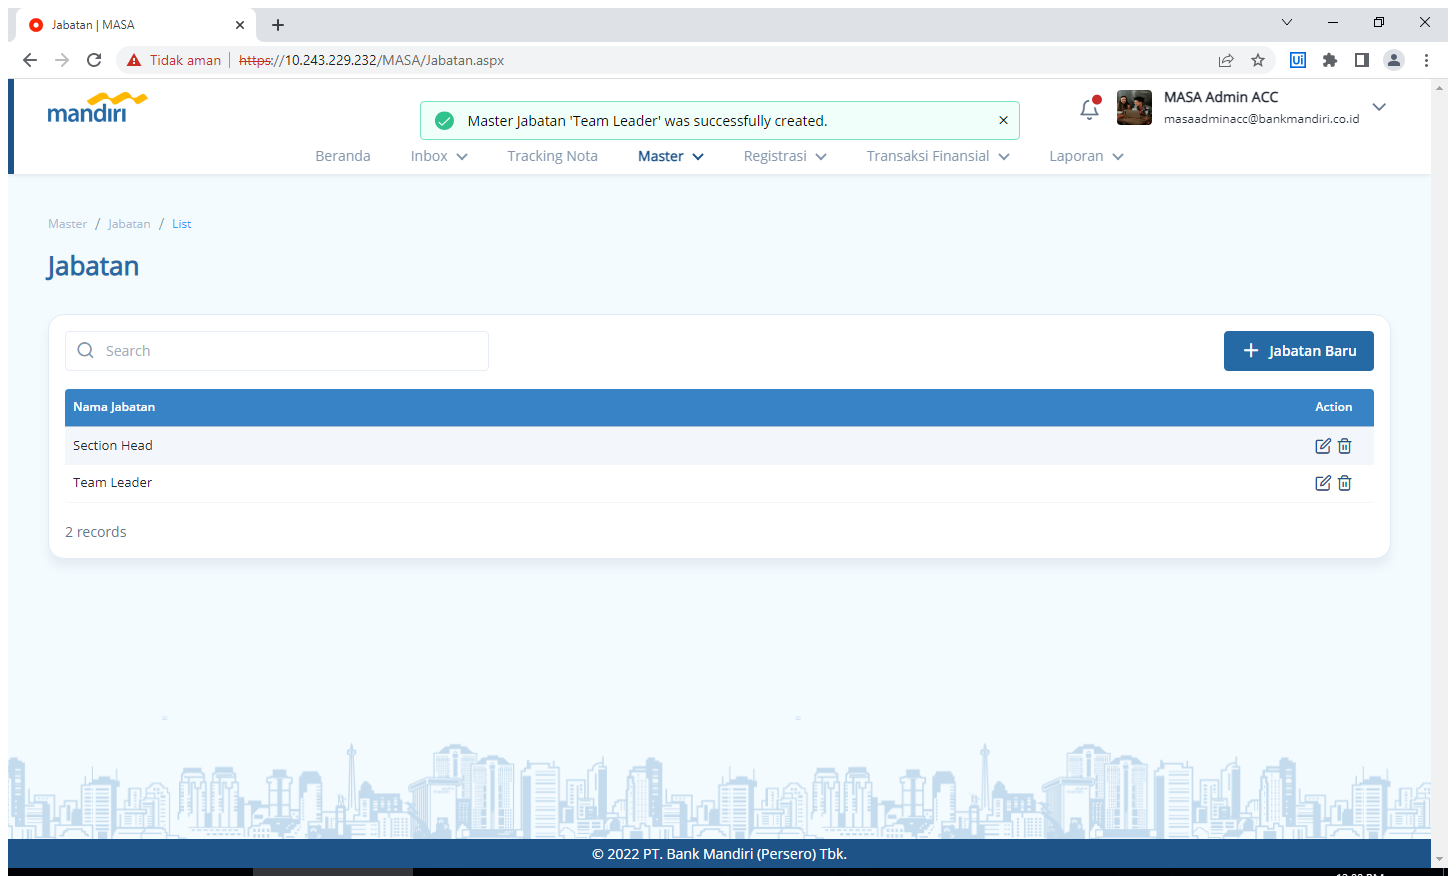 Jabatan | MASA
Tidak aman
https://10.243.229.232/MASA/Jabatan.aspx
Ui
mandiri
Master Jabatan 'Team Leader' was successfully created.
MASA Admin ACC
masaadminacc@bankmandiri.co.id
Beranda
Inbox
Tracking Nota
Master
Registrasi
Transaksi Finansial
Laporan
Master / Jabatan / List
Jabatan
Search
Jabatan Baru
Nama Jabatan
Action
Section Head
Team Leader
2 records
© 2022 PT. Bank Mandiri (Persero) Tbk.